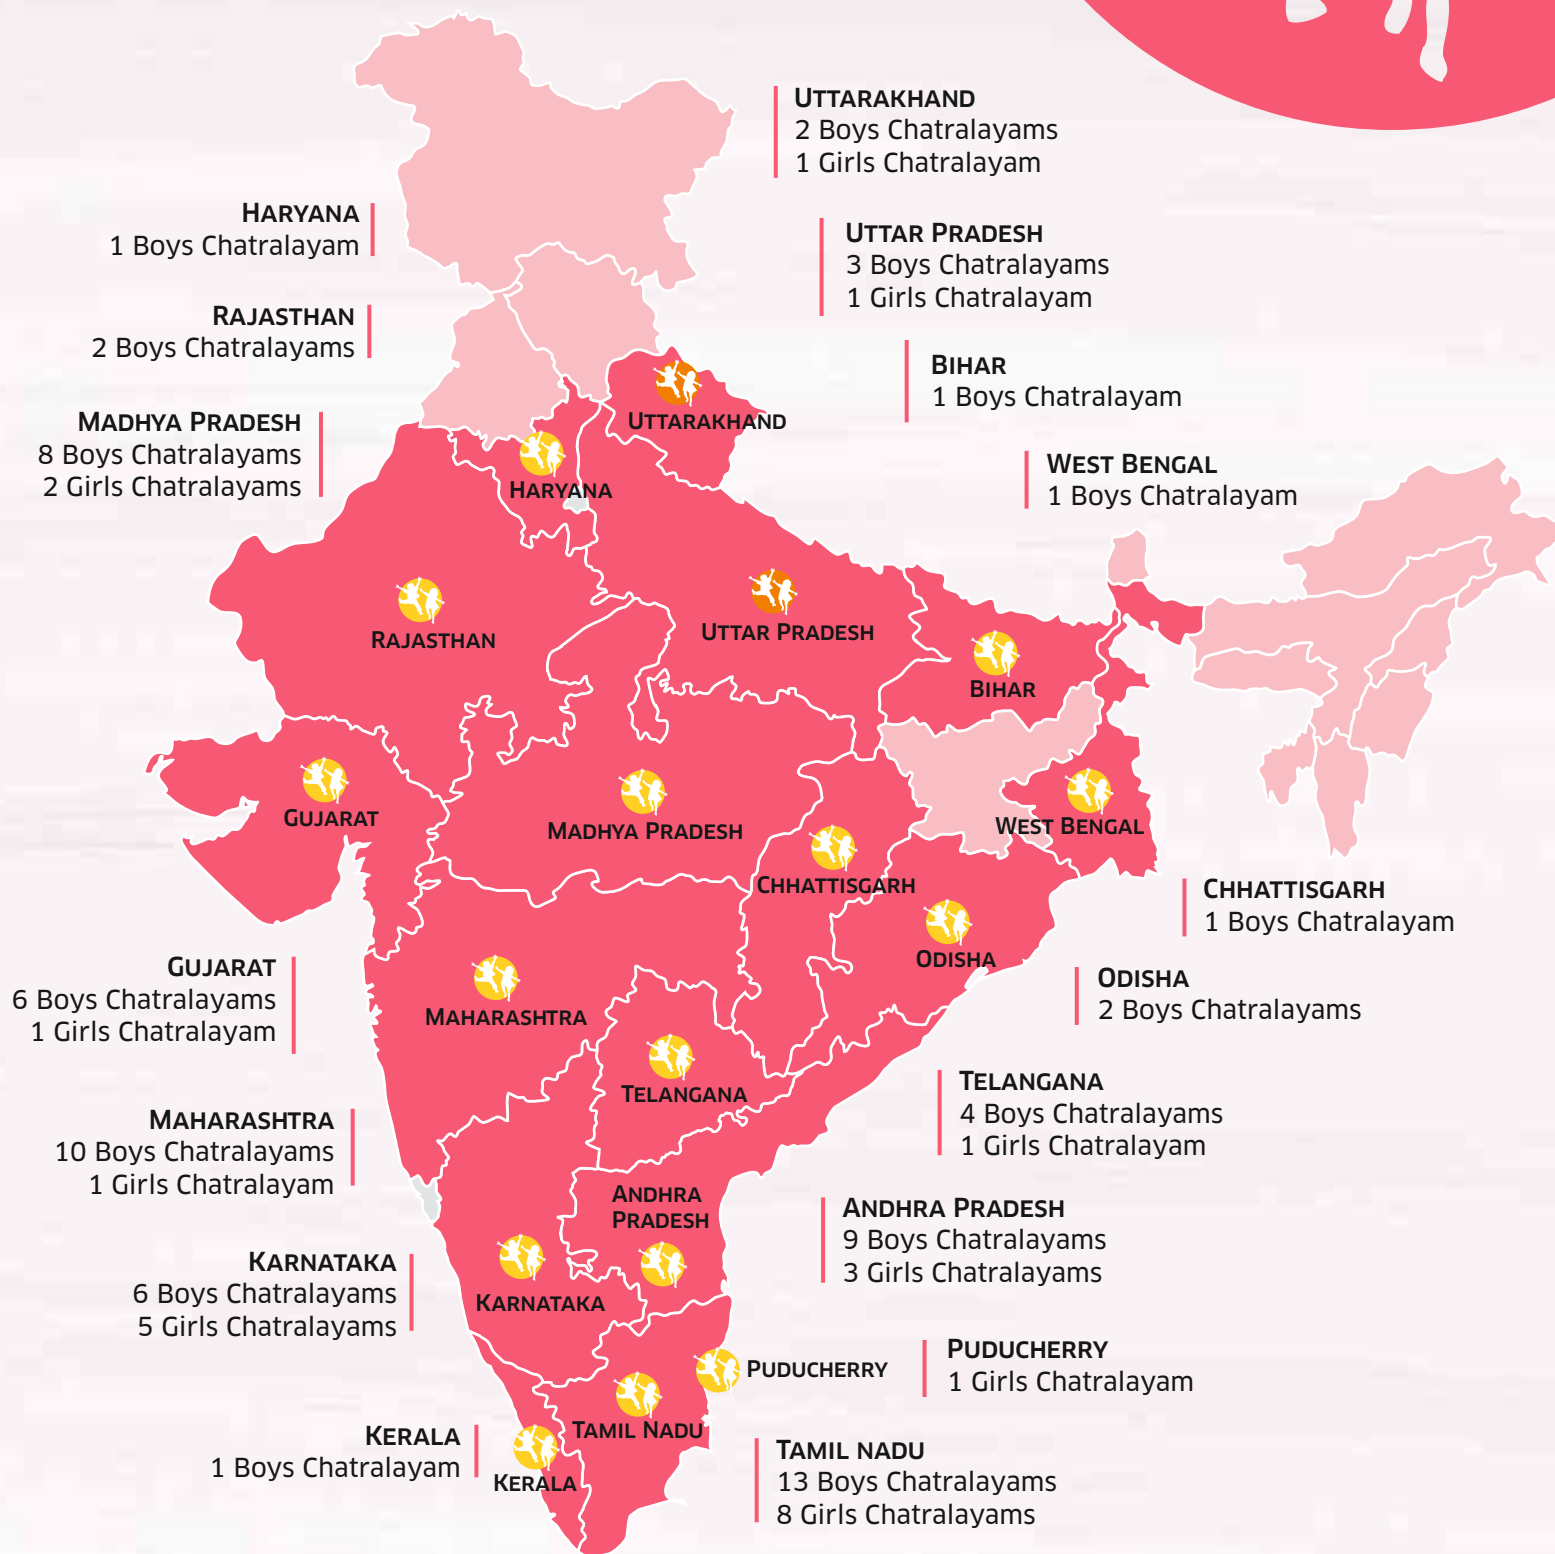 UTTARAKHAND
2 Boys Chatralayams
1 Girls Chatralayam
HARYANA
1 Boys Chatralayam
UTTAR PRADESH
3 Boys Chatralayams
1 Girls Chatralayam
RAJASTHAN
2 Boys Chatralayams
BIHAR
1 Boys Chatralayam
MADHYA PRADESH
8 Boys Chatralayams
2 Girls Chatralayams
WEST BENGAL
1 Boys Chatralayam
UTTARAKHAND
HARYANA
RAJASTHAN
UTTAR PRADESH
BIHAR
GUJARAT
MADHYA PRADESH
WEST BENGAL
CHHATTISGARH
ODISHA
MAHARASHTRA
TELANGANA
ANDHRA
PRADESH
KARNATAKA
PUDUCHERRY
TAMIL NADU
KERALA
CHHATTISGARH
1 Boys Chatralayam
GUJARAT
6 Boys Chatralayams
1 Girls Chatralayam
ODISHA
2 Boys Chatralayams
TELANGANA
4 Boys Chatralayams
1 Girls Chatralayam
MAHARASHTRA
10 Boys Chatralayams
1 Girls Chatralayam
ANDHRA PRADESH
9 Boys Chatralayams
3 Girls Chatralayams
KARNATAKA
6 Boys Chatralayams
5 Girls Chatralayams
PUDUCHERRY
1 Girls Chatralayam
KERALA
1 Boys Chatralayam
TAMIL NADU
13 Boys Chatralayams
8 Girls Chatralayams